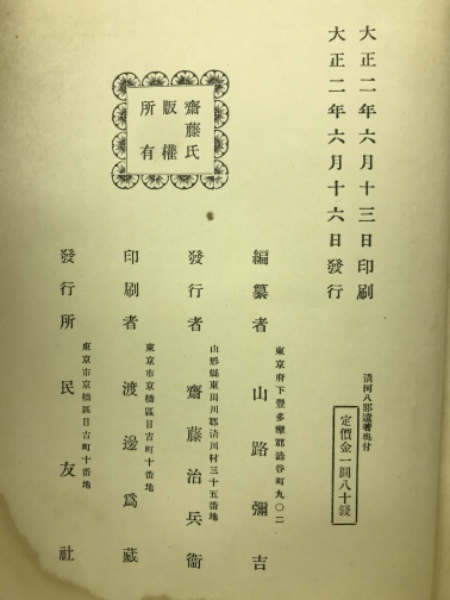 大正二年六月十三日印刷
大正二年六月十六日發行
清河八郎遺著奥付
定價金一圓八十錢
齋藤氏
版權
所有
東京府下豊多摩郡澁谷町九〇二
編纂者 山路彌吉
山形縣東田川郡清川村三十五番地
發行者 齋藤治兵衞
東京市京橋區日吉町十番地
印刷者 渡邊爲藏
東京市京橋區日吉町十番地
發行所 民友社